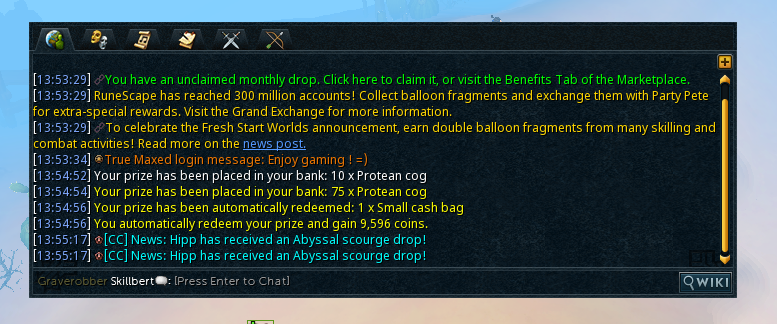 [13:53:29] You have an unclaimed monthly drop. Click here to claim it, or visit the Benefits Tab of the Marketplace.
[13:53:29] RuneScape has reached 300 million accounts! Collect balloon fragments and exchange them with Party Pete
for extra-special rewards. Visit the Grand Exchange for more information.
[13:53:29] To celebrate the Fresh Start Worlds announcement, earn double balloon fragments from many skilling and
combat activities! Read more on the news post.
[13:53:34] True Maxed login message: Enjoy gaming ! =)
[13:54:52] Your prize has been placed in your bank: 10 x Protean cog
[13:54:54] Your prize has been placed in your bank: 75 x Protean cog
[13:54:56] Your prize has been automatically redeemed: 1 x Small cash bag
[13:54:56] You automatically redeem your prize and gain 9,596 coins.
[13:55:17] [CC] News: Hipp has received an Abyssal scourge drop!
[13:55:17] [CC] News: Hipp has received an Abyssal scourge drop!
Graverobber Skillbert: [Press Enter to Chat]
WIKI